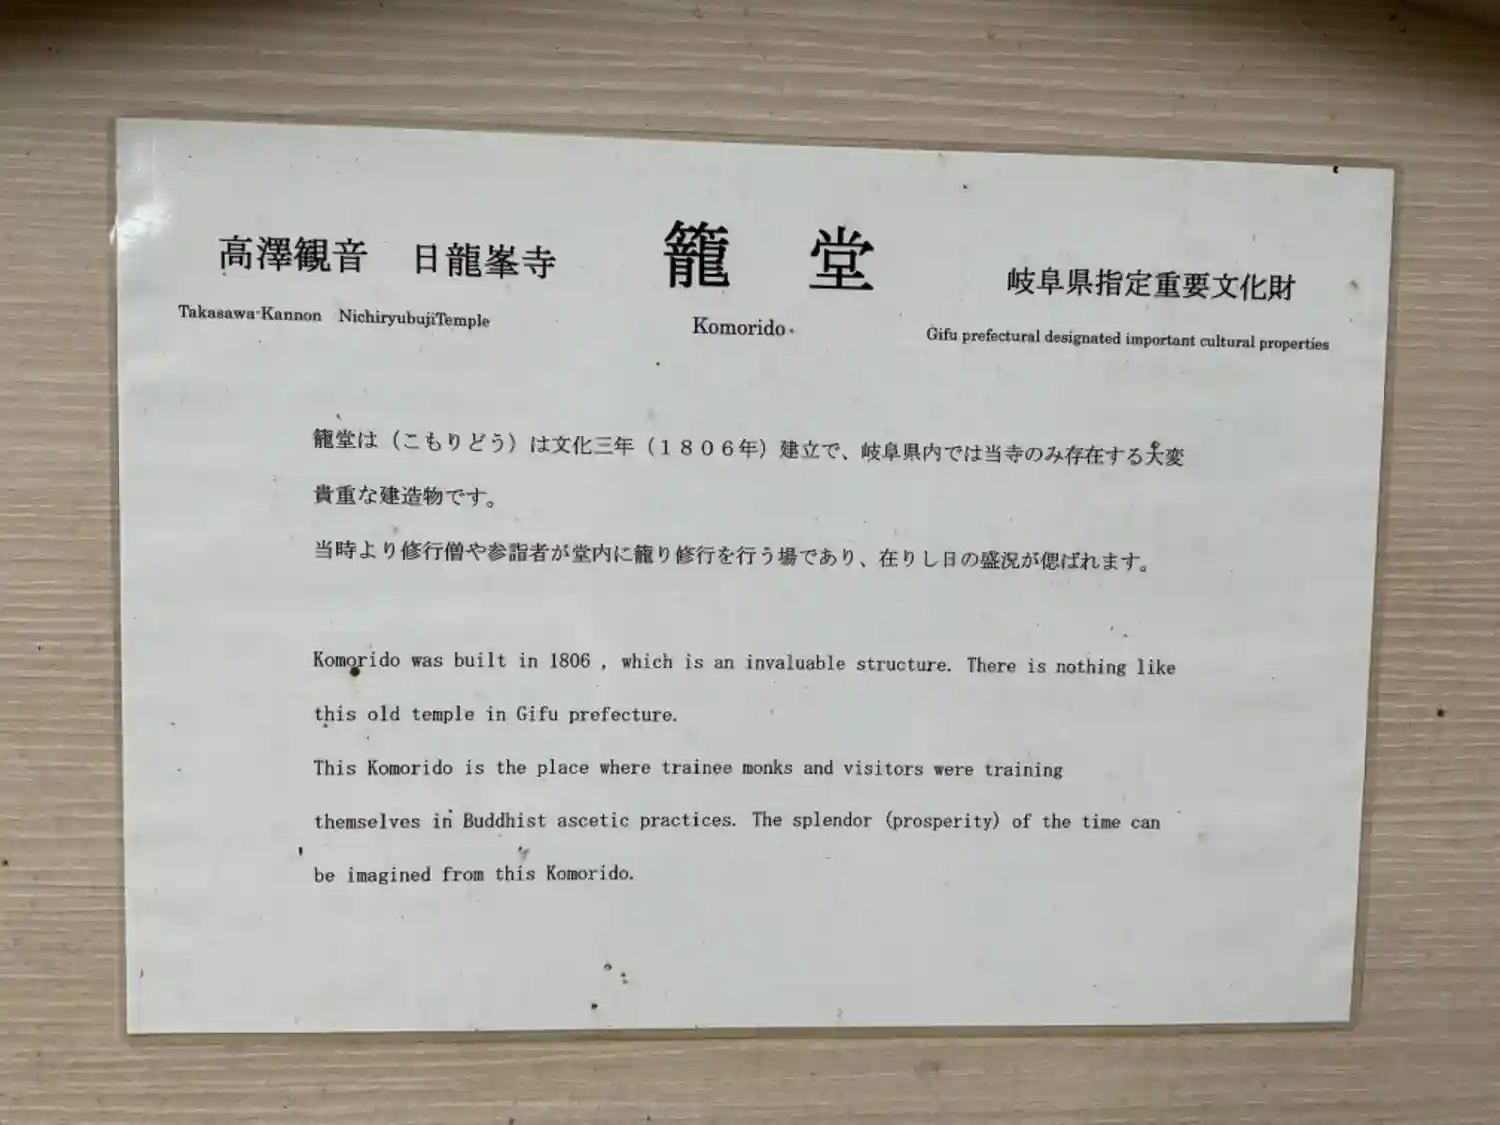 高澤観音　日龍峯寺
Takasawa-Kannon　NichiryubujiTemple
籠　堂
Komorido
岐阜県指定重要文化財
Gifu prefectural designated important cultural properties
籠堂は（こもりどう）は文化三年（１８０６年）建立で、岐阜県内では当寺のみ存在する大変
貴重な建造物です。
当時より修行僧や参詣者が堂内に籠り修行を行う場であり、在りし日の盛況が偲ばれます。
Komorido was built in 1806 , which is an invaluable structure. There is nothing like
this old temple in Gifu prefecture.
This Komorido is the place where trainee monks and visitors were training
themselves in Buddhist ascetic practices. The splendor (prosperity) of the time can
be imagined from this Komorido.